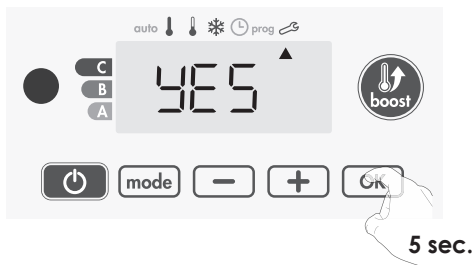 auto prog
C
B
A
YES
boost
mode − + OK
5 sec.